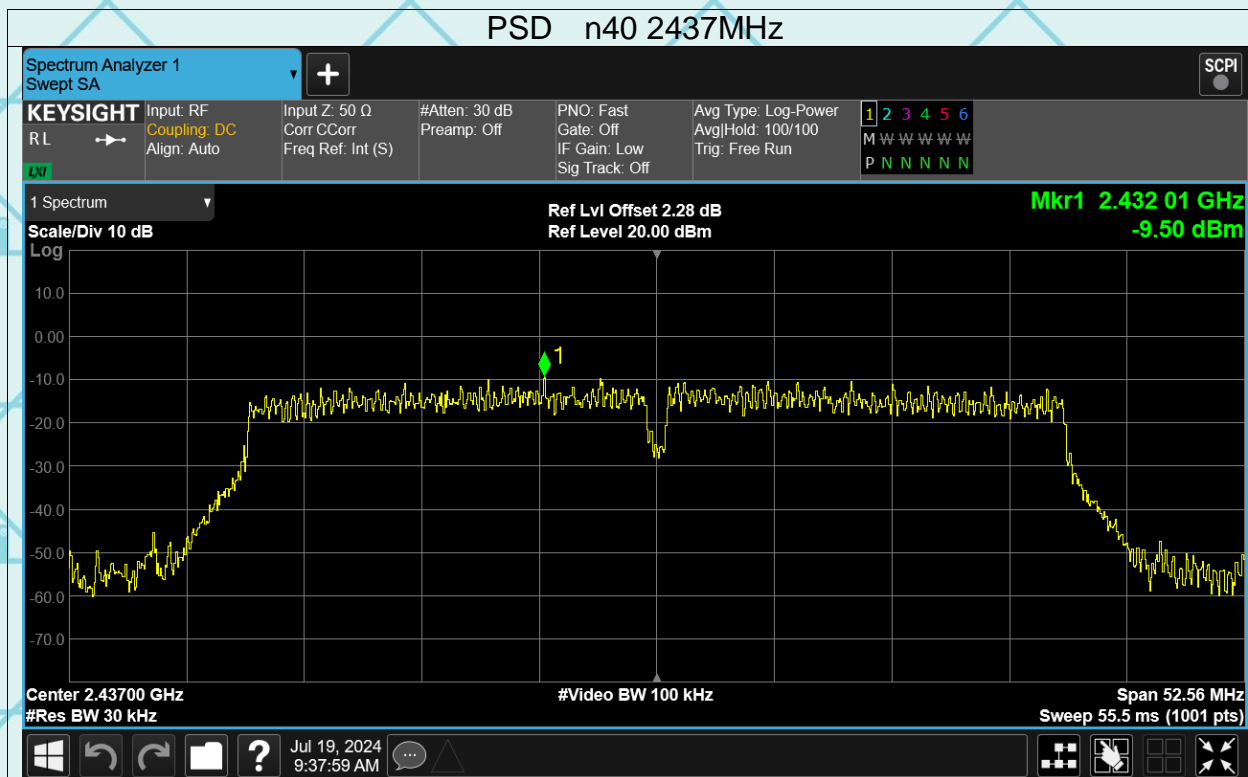 PSD n40 2437MHz
Spectrum Analyzer 1
Swept SA
+
SCPI
KEYSIGHT
RL
LXI
Input: RF
Coupling: DC
Align: Auto
Input Z: 50 Ω
Corr CCorr
Freq Ref: Int (S)
#Atten: 30 dB
Preamp: Off
PNO: Fast
Gate: Off
IF Gain: Low
Sig Track: Off
Avg Type: Log-Power
Avg|Hold: 100/100
Trig: Free Run
1 2 3 4 5 6
M W W W W W
P N N N N N
1 Spectrum
Scale/Div 10 dB
Ref Lvl Offset 2.28 dB
Ref Level 20.00 dBm
Mkr1 2.432 01 GHz
-9.50 dBm
Log
10.0
0.00
-10.0
-20.0
-30.0
-40.0
-50.0
-60.0
-70.0
1
Center 2.43700 GHz
#Res BW 30 kHz
#Video BW 100 kHz
Span 52.56 MHz
Sweep 55.5 ms (1001 pts)
?
Jul 19, 2024
9:37:59 AM